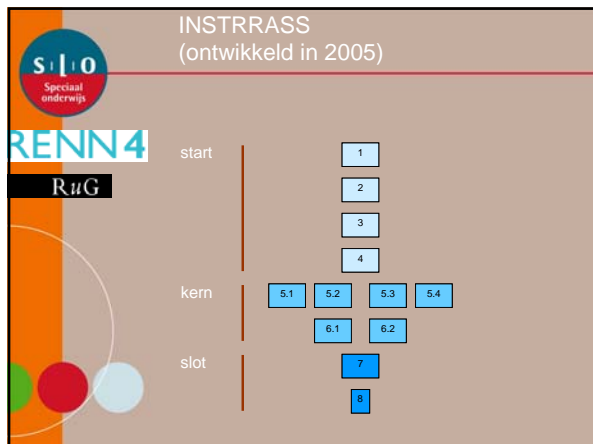 INSTRRASS
(ontwikkeld in 2005)
S I L I O
Speciaal
onderwijs
RENN4
RuG
start
1
2
3
4
kern
5.1 5.2 5.3 5.4
6.1 6.2
slot
7
8